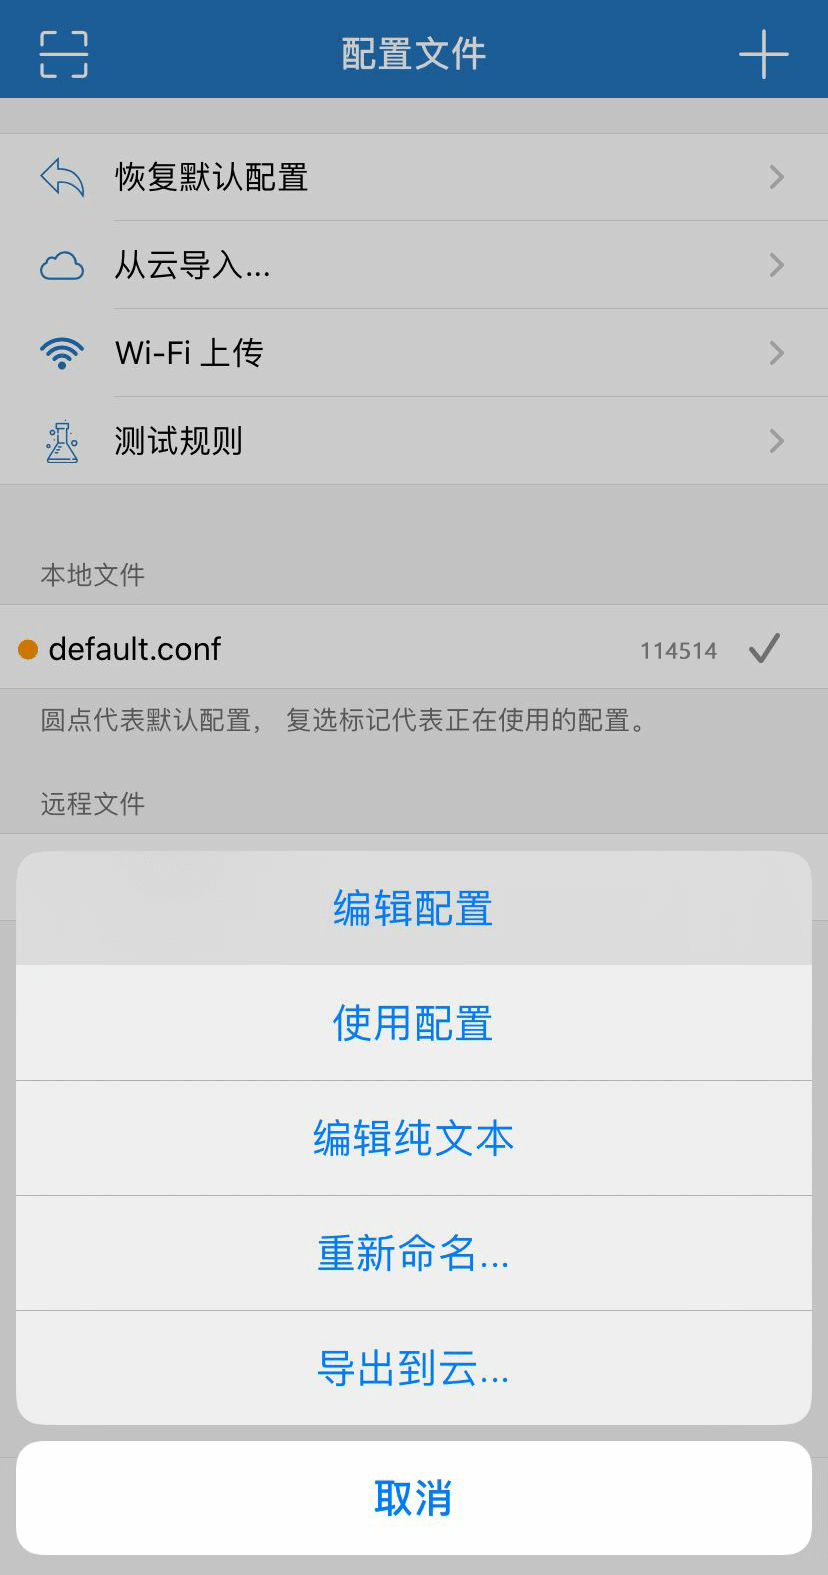 配置文件
恢复默认配置
从云导入...
Wi-Fi 上传
测试规则
本地文件
default.conf 114514
圆点代表默认配置， 复选标记代表正在使用的配置。
远程文件
编辑配置
使用配置
编辑纯文本
重新命名...
导出到云...
取消